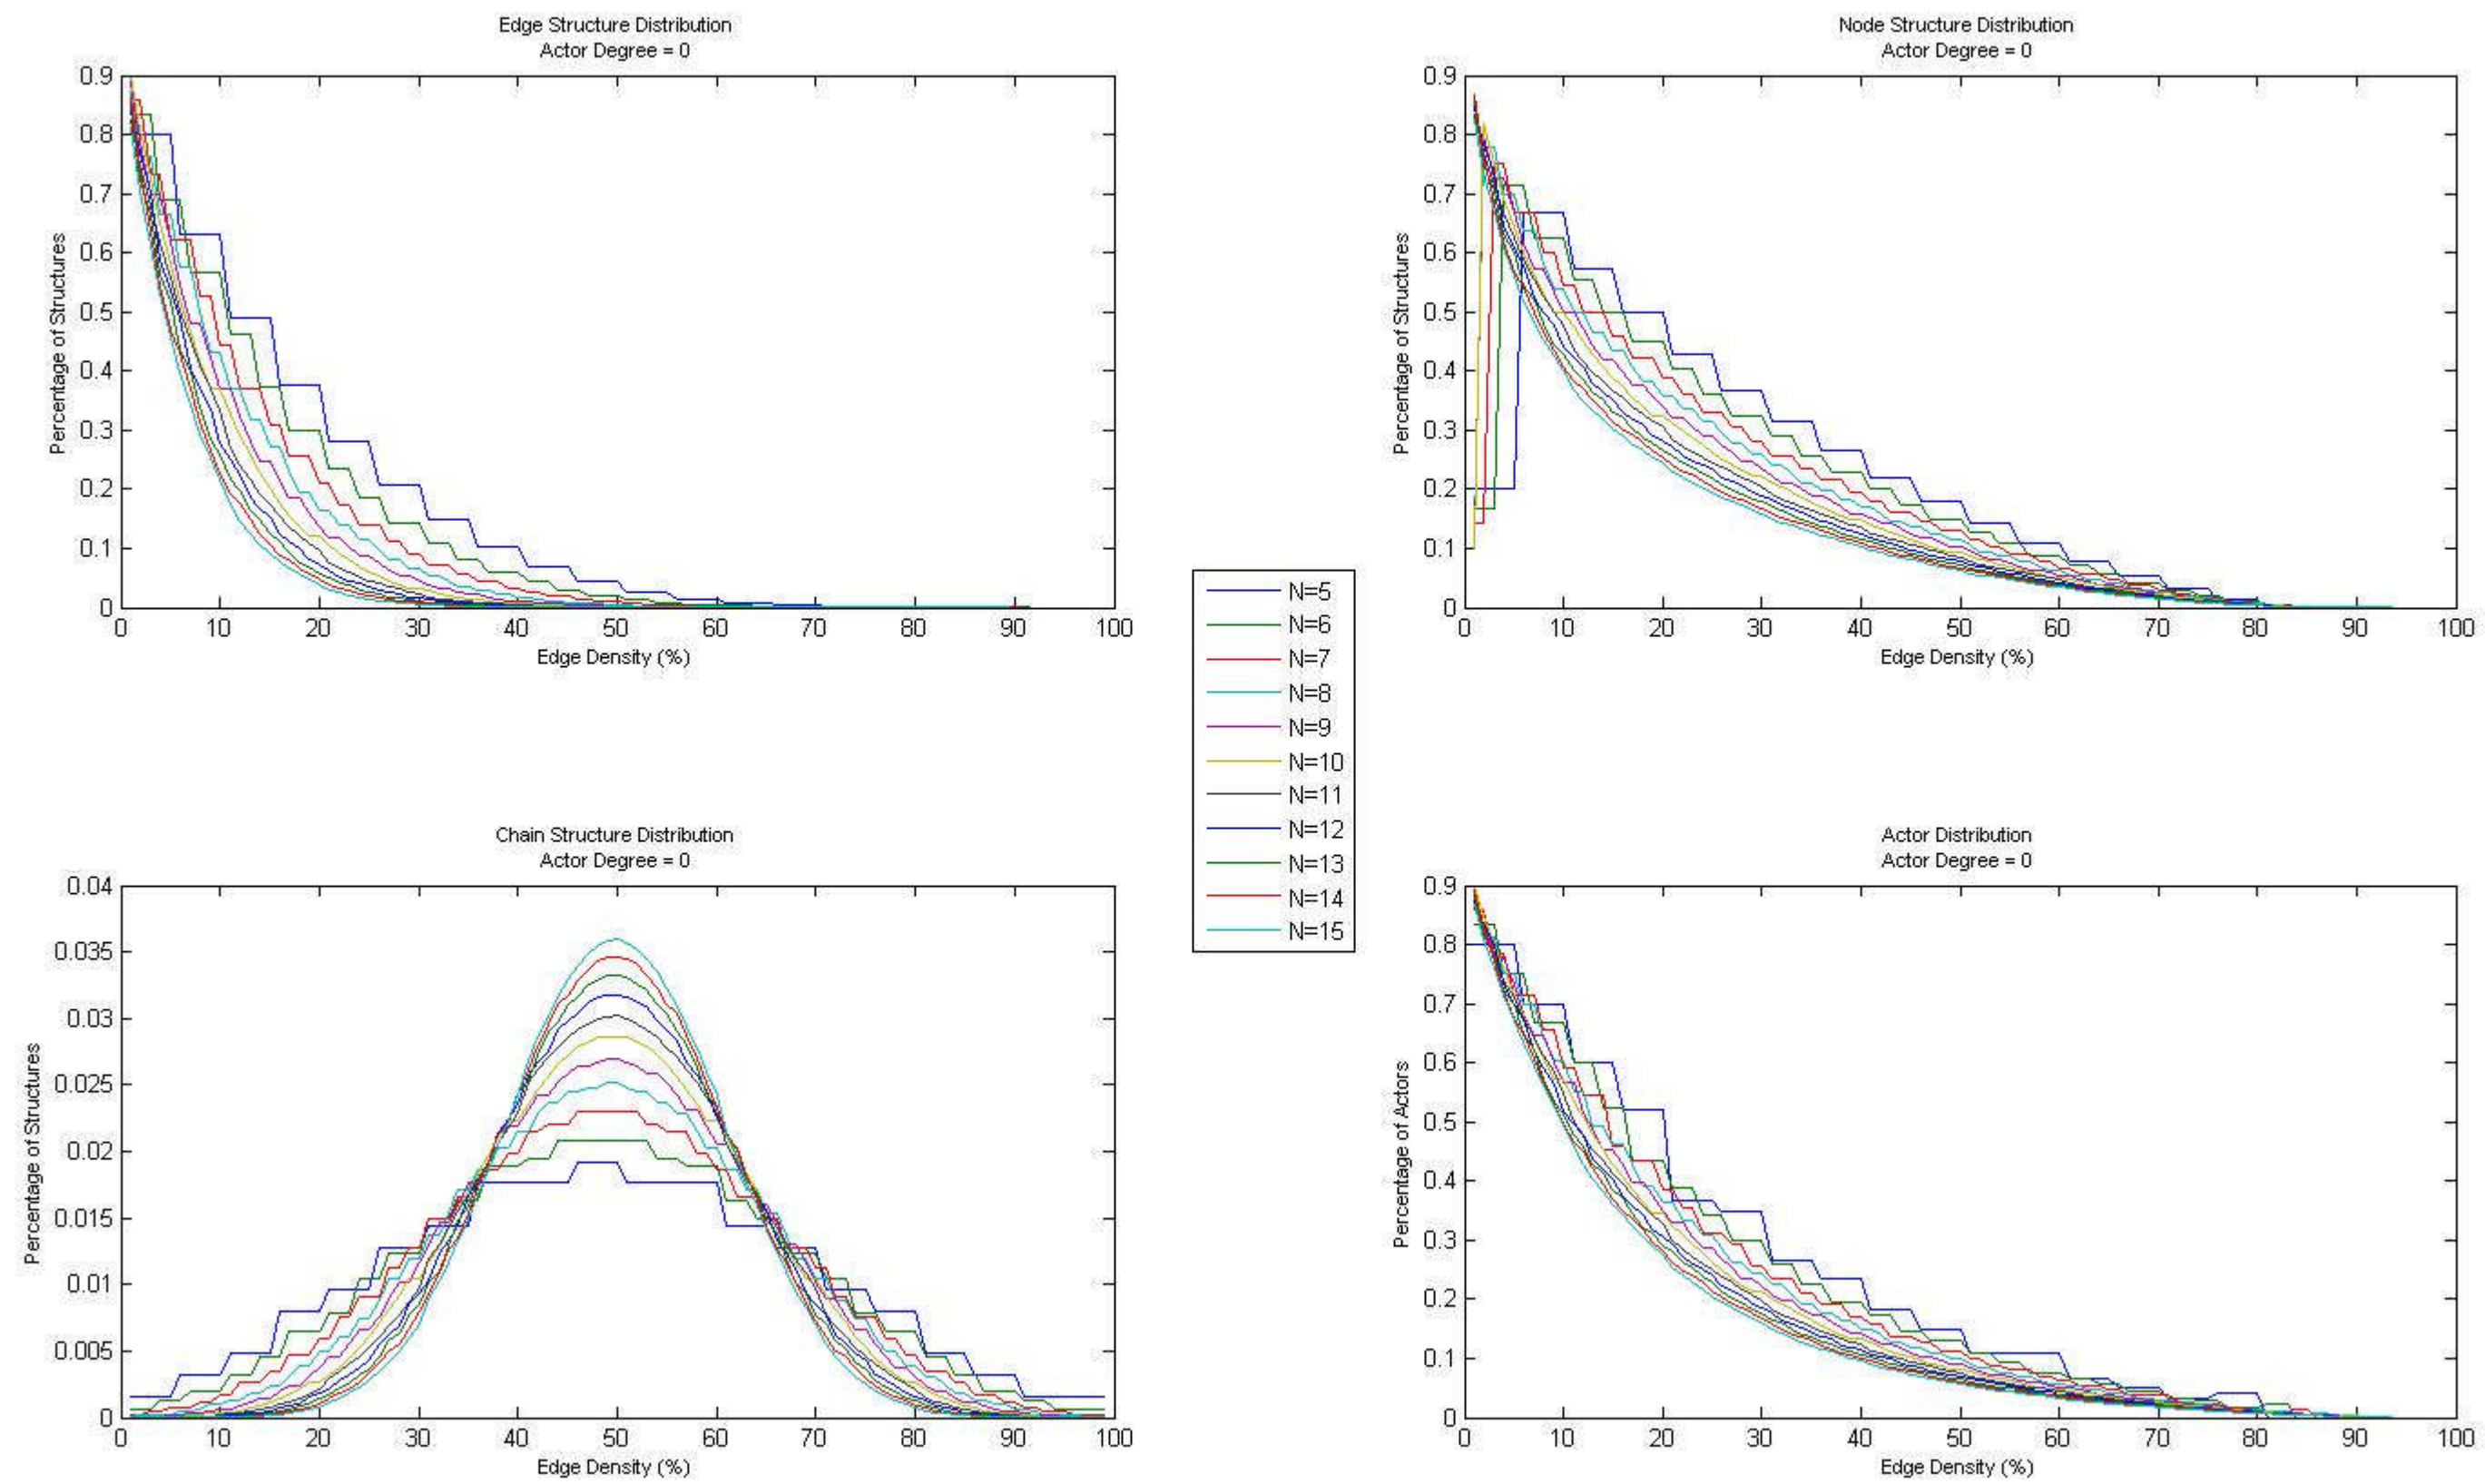 Edge Structure Distribution
Actor Degree = 0
0.9
0.8
0.7
0.6
0.5
0.4
0.3
0.2
0.1
0
Percentage of Structures
0 10 20 30 40 50 60 70 80 90 100
Edge Density (%)
Node Structure Distribution
Actor Degree = 0
0.9
0.8
0.7
0.6
0.5
0.4
0.3
0.2
0.1
0
Percentage of Structures
0 10 20 30 40 50 60 70 80 90 100
Edge Density (%)
N=5
N=6
N=7
N=8
N=9
N=10
N=11
N=12
N=13
N=14
N=15
Chain Structure Distribution
Actor Degree = 0
0.04
0.035
0.03
0.025
0.02
0.015
0.01
0.005
0
Percentage of Structures
0 10 20 30 40 50 60 70 80 90 100
Edge Density (%)
Actor Distribution
Actor Degree = 0
0.9
0.8
0.7
0.6
0.5
0.4
0.3
0.2
0.1
0
Percentage of Actors
0 10 20 30 40 50 60 70 80 90 100
Edge Density (%)